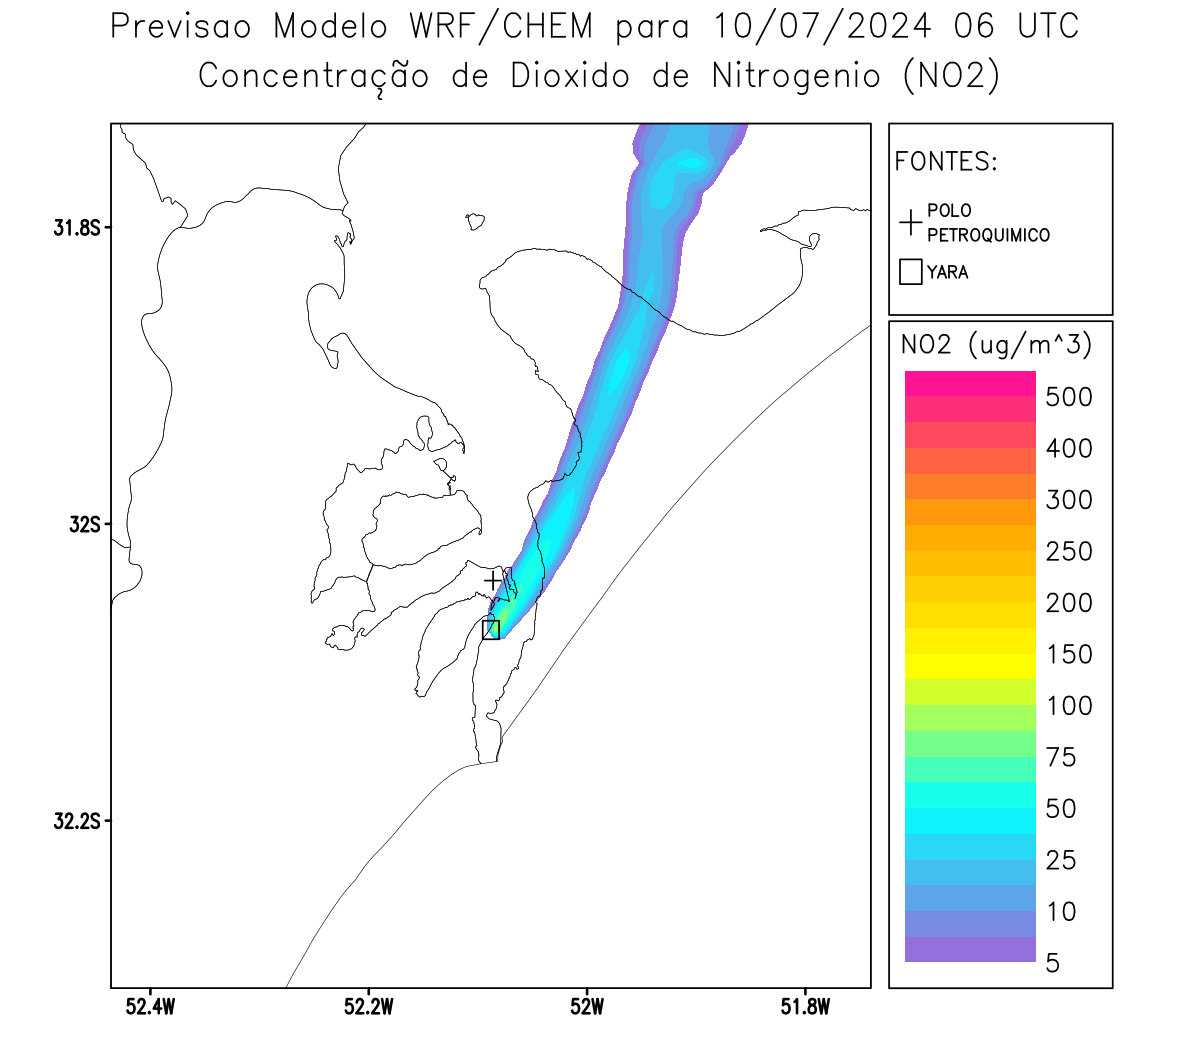 Previsao Modelo WRF/CHEM para 10/07/2024 06 UTC
Concentração de Dioxido de Nitrogenio (NO2)
FONTES:
POLO
PETROQUIMICO
YARA
31.8S
32S
32.2S
52.4W
52.2W
52W
51.8W
NO2 (ug/m^3)
500
400
300
250
200
150
100
75
50
25
10
5